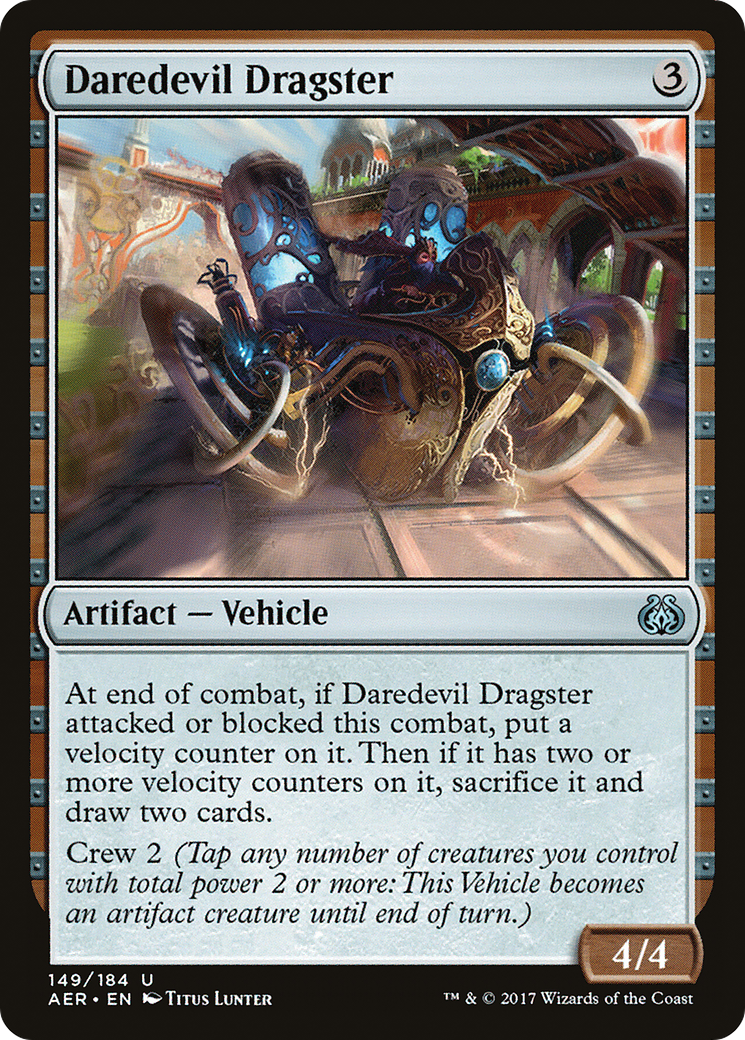 Daredevil Dragster
3
Artifact — Vehicle
At end of combat, if Daredevil Dragster
attacked or blocked this combat, put a
velocity counter on it. Then if it has two or
more velocity counters on it, sacrifice it and
draw two cards.
Crew 2 (Tap any number of creatures you control
with total power 2 or more: This Vehicle becomes
an artifact creature until end of turn.)
4/4
149/184 U
AER • EN Titus Lunter
™ & © 2017 Wizards of the Coast